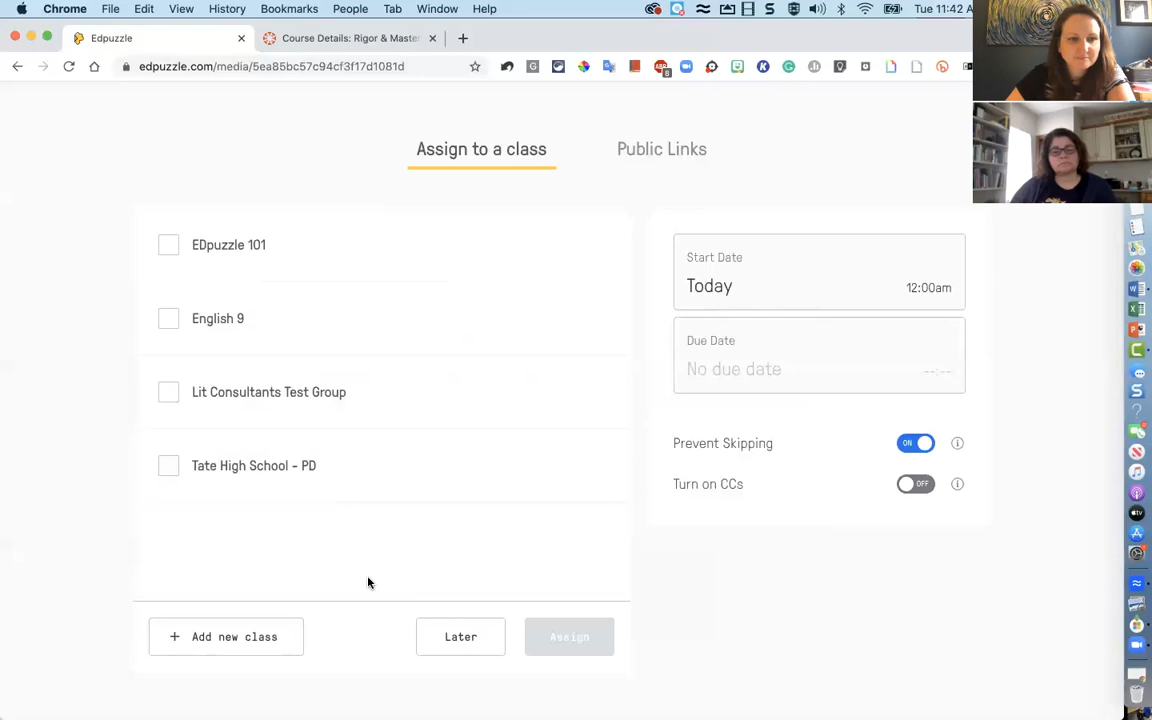 Chrome File Edit View History Bookmarks People Tab Window Help Tue 11:42 A
Edpuzzle Course Details: Rigor & Maste
edpuzzle.com/media/5ea85bc57c94cf3f17d1081d
8
Assign to a class Public Links
EDpuzzle 101
English 9
Lit Consultants Test Group
Tate High School - PD
Start Date
Today 12:00am
Due Date
No due date --:--
Prevent Skipping ON
Turn on CCs OFF
+ Add new class Later Assign